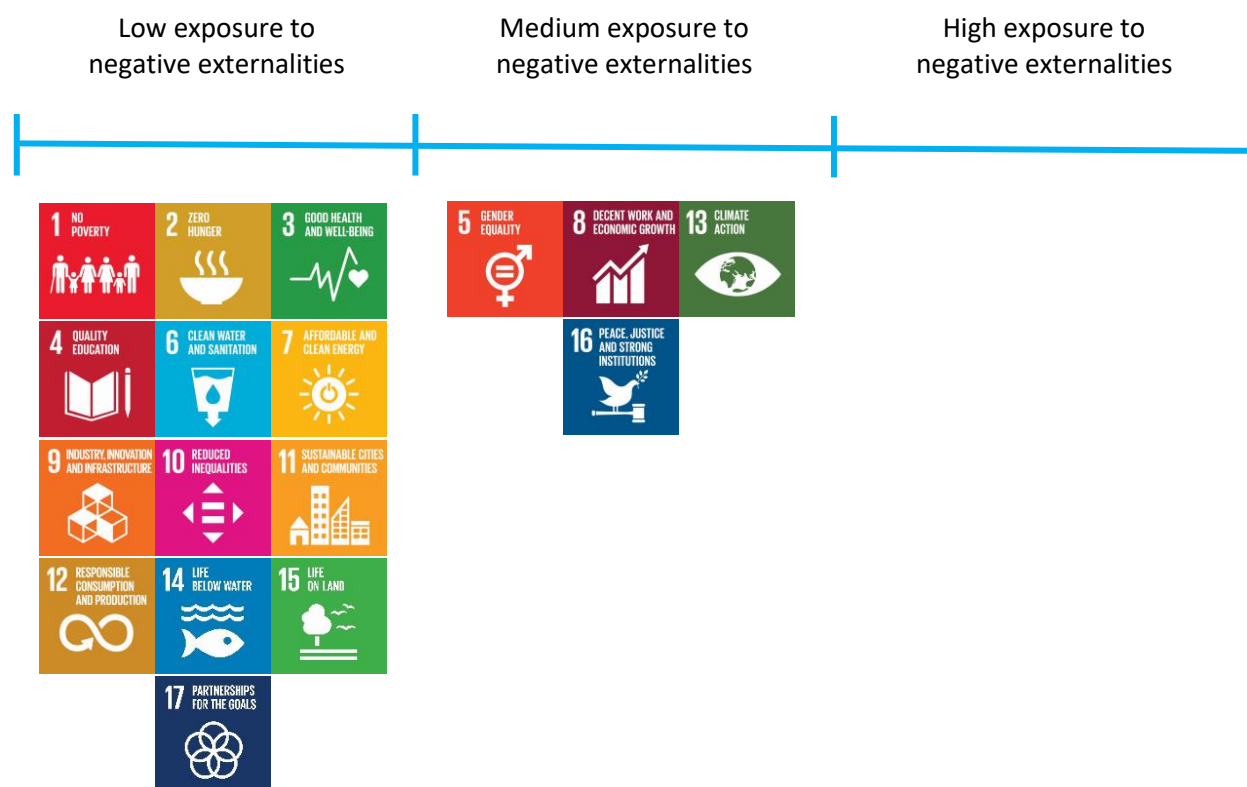 Low exposure to
negative externalities
Medium exposure to
negative externalities
High exposure to
negative externalities
1 NO
POVERTY
2 ZERO
HUNGER
3 GOOD HEALTH
AND WELL-BEING
5 GENDER
EQUALITY
8 DECENT WORK AND
ECONOMIC GROWTH
13 CLIMATE
ACTION
4 QUALITY
EDUCATION
6 CLEAN WATER
AND SANITATION
7 AFFORDABLE AND
CLEAN ENERGY
16 PEACE, JUSTICE
AND STRONG
INSTITUTIONS
9 INDUSTRY, INNOVATION
AND INFRASTRUCTURE
10 REDUCED
INEQUALITIES
11 SUSTAINABLE CITIES
AND COMMUNITIES
12 RESPONSIBLE
CONSUMPTION
AND PRODUCTION
14 LIFE
BELOW WATER
15 LIFE
ON LAND
17 PARTNERSHIPS
FOR THE GOALS